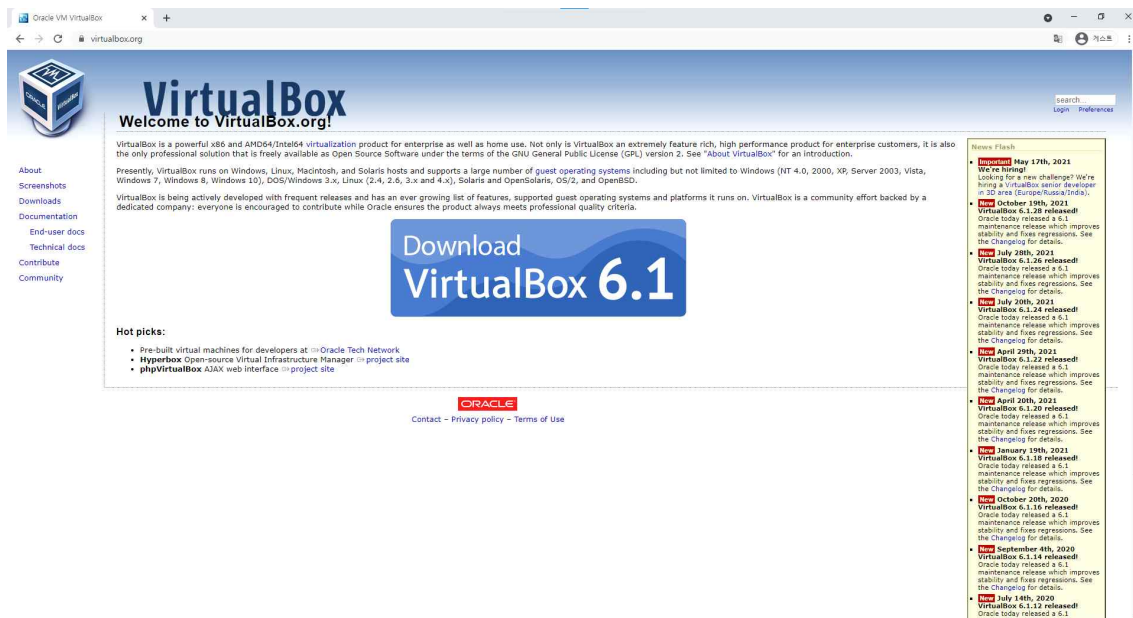 Oracle VM VirtualBox
virtualbox.org
게스트
ORACLE
VM
VirtualBox
VirtualBox
Welcome to VirtualBox.org!
search...
Login Preferences
About
Screenshots
Downloads
Documentation
End-user docs
Technical docs
Contribute
Community
VirtualBox is a powerful x86 and AMD64/Intel64 virtualization product for enterprise as well as home use. Not only is VirtualBox an extremely feature rich, high performance product for enterprise customers, it is also
the only professional solution that is freely available as Open Source Software under the terms of the GNU General Public License (GPL) version 2. See "About VirtualBox" for an introduction.
Presently, VirtualBox runs on Windows, Linux, Macintosh, and Solaris hosts and supports a large number of guest operating systems including but not limited to Windows (NT 4.0, 2000, XP, Server 2003, Vista,
Windows 7, Windows 8, Windows 10), DOS/Windows 3.x, Linux (2.4, 2.6, 3.x and 4.x), Solaris and OpenSolaris, OS/2, and OpenBSD.
VirtualBox is being actively developed with frequent releases and has an ever growing list of features, supported guest operating systems and platforms it runs on. VirtualBox is a community effort backed by a
dedicated company: everyone is encouraged to contribute while Oracle ensures the product always meets professional quality criteria.
Download
VirtualBox 6.1
Hot picks:
Pre-built virtual machines for developers at Oracle Tech Network
Hyperbox Open-source Virtual Infrastructure Manager project site
phpVirtualBox AJAX web interface project site
ORACLE
Contact – Privacy policy – Terms of Use
News Flash
Important May 17th, 2021
We're hiring!
Looking for a new challenge? We're
hiring a VirtualBox senior developer
in 3D area (Europe/Russia/India).
New October 19th, 2021
VirtualBox 6.1.28 released!
Oracle today released a 6.1
maintenance release which improves
stability and fixes regressions. See
the Changelog for details.
New July 28th, 2021
VirtualBox 6.1.26 released!
Oracle today released a 6.1
maintenance release which improves
stability and fixes regressions. See
the Changelog for details.
New July 20th, 2021
VirtualBox 6.1.24 released!
Oracle today released a 6.1
maintenance release which improves
stability and fixes regressions. See
the Changelog for details.
New April 29th, 2021
VirtualBox 6.1.22 released!
Oracle today released a 6.1
maintenance release which improves
stability and fixes regressions. See
the Changelog for details.
New April 20th, 2021
VirtualBox 6.1.20 released!
Oracle today released a 6.1
maintenance release which improves
stability and fixes regressions. See
the Changelog for details.
New January 19th, 2021
VirtualBox 6.1.18 released!
Oracle today released a 6.1
maintenance release which improves
stability and fixes regressions. See
the Changelog for details.
New October 20th, 2020
VirtualBox 6.1.16 released!
Oracle today released a 6.1
maintenance release which improves
stability and fixes regressions. See
the Changelog for details.
New September 4th, 2020
VirtualBox 6.1.14 released!
Oracle today released a 6.1
maintenance release which improves
stability and fixes regressions. See
the Changelog for details.
New July 14th, 2020
VirtualBox 6.1.12 released!
Oracle today released a 6.1